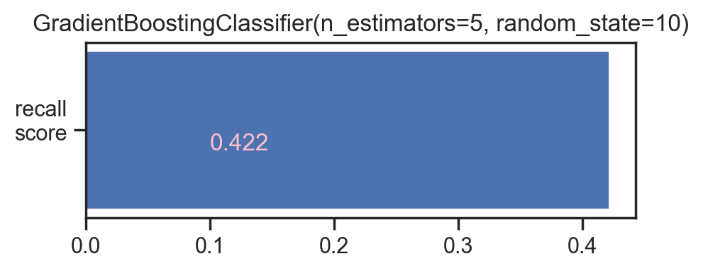 GradientBoostingClassifier(n_estimators=5, random_state=10)
recall
score
0.422
0.0 0.1 0.2 0.3 0.4